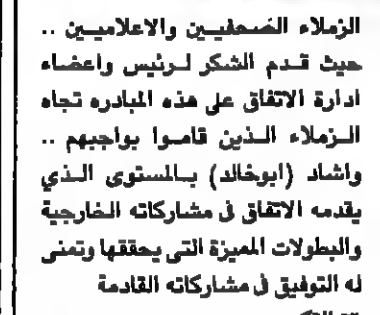 الزملاء الصحفيين والاعلاميين ..
حيث قدم الشكر لرئيس واعضاء
ادارة الاتفاق على هذه المبادره تجاه
الزملاء الذين قاموا بواجبهم ..
واشاد (ابوخالد) بالمستوى الذي
يقدمه الاتفاق في مشاركاته الخارجية
والبطولات المميزة التى يحققها وتمنى
له التوفيق في مشاركاته القادمة